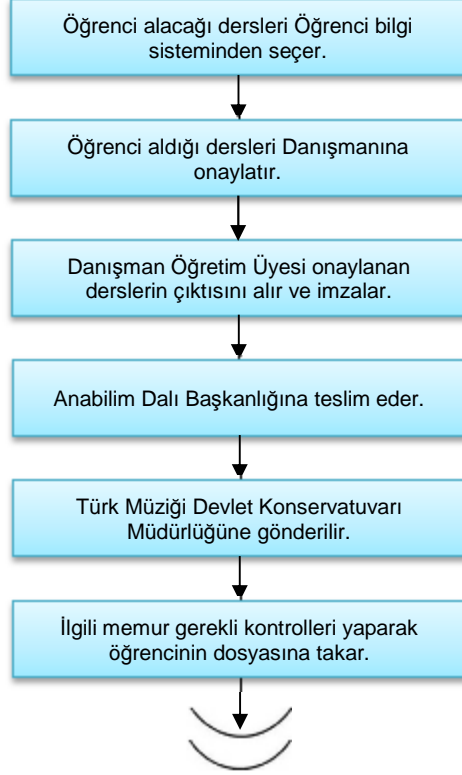 Öğrenci alacağı dersleri Öğrenci bilgi
sisteminden seçer.
Öğrenci aldığı dersleri Danışmanına
onaylatır.
Danışman Öğretim Üyesi onaylanan
derslerin çıktısını alır ve imzalar.
Anabilim Dalı Başkanlığına teslim eder.
Türk Müziği Devlet Konservatuvarı
Müdürlüğüne gönderilir.
İlgili memur gerekli kontrolleri yaparak
öğrencinin dosyasına takar.